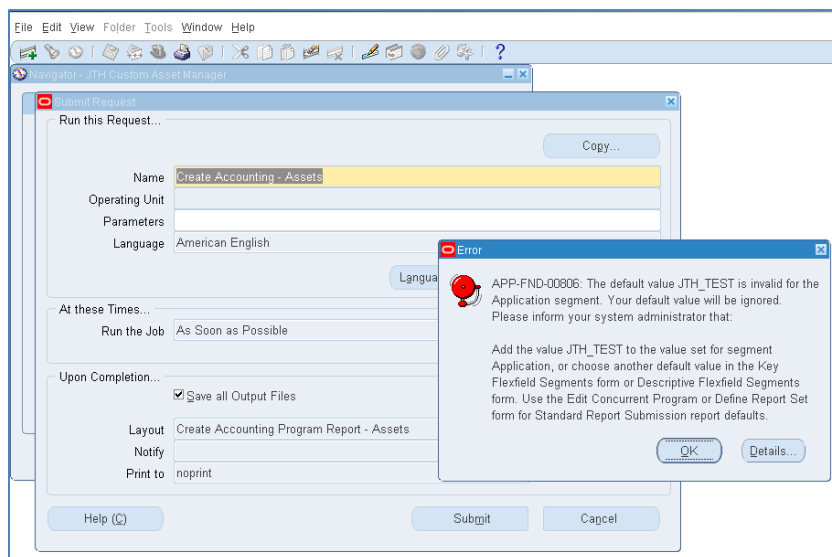 File Edit View Folder Tools Window Help
Navigator - JTH Custom Asset Manager
Submit Request
Run this Request...
Copy...
Name Create Accounting - Assets
Operating Unit
Parameters
Language American English
Langua
Error
APP-FND-00806: The default value JTH_TEST is invalid for the
Application segment. Your default value will be ignored.
Please inform your system administrator that:
Add the value JTH_TEST to the value set for segment
Application, or choose another default value in the Key
Flexfield Segments form or Descriptive Flexfield Segments
form. Use the Edit Concurrent Program or Define Report Set
form for Standard Report Submission report defaults.
OK Details...
At these Times...
Run the Job As Soon as Possible
Upon Completion...
Save all Output Files
Layout Create Accounting Program Report - Assets
Notify
Print to noprint
Help (C) Submit Cancel